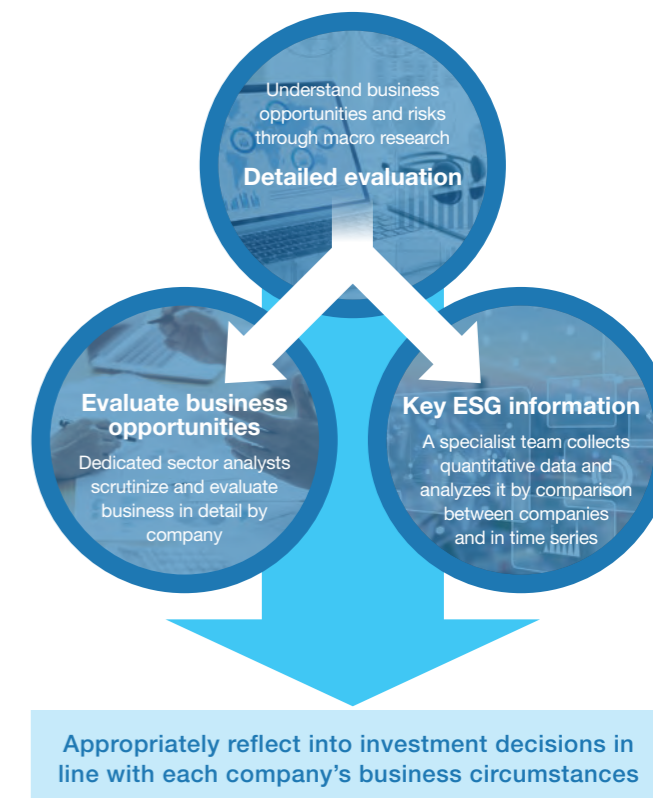 Understand business
opportunities and risks
through macro research
Detailed evaluation
Evaluate business
opportunities
Dedicated sector analysts
scrutinize and evaluate
business in detail by
company
Key ESG information
A specialist team collects
quantitative data and
analyzes it by comparison
between companies
and in time series
Appropriately reflect into investment decisions in
line with each company’s business circumstances